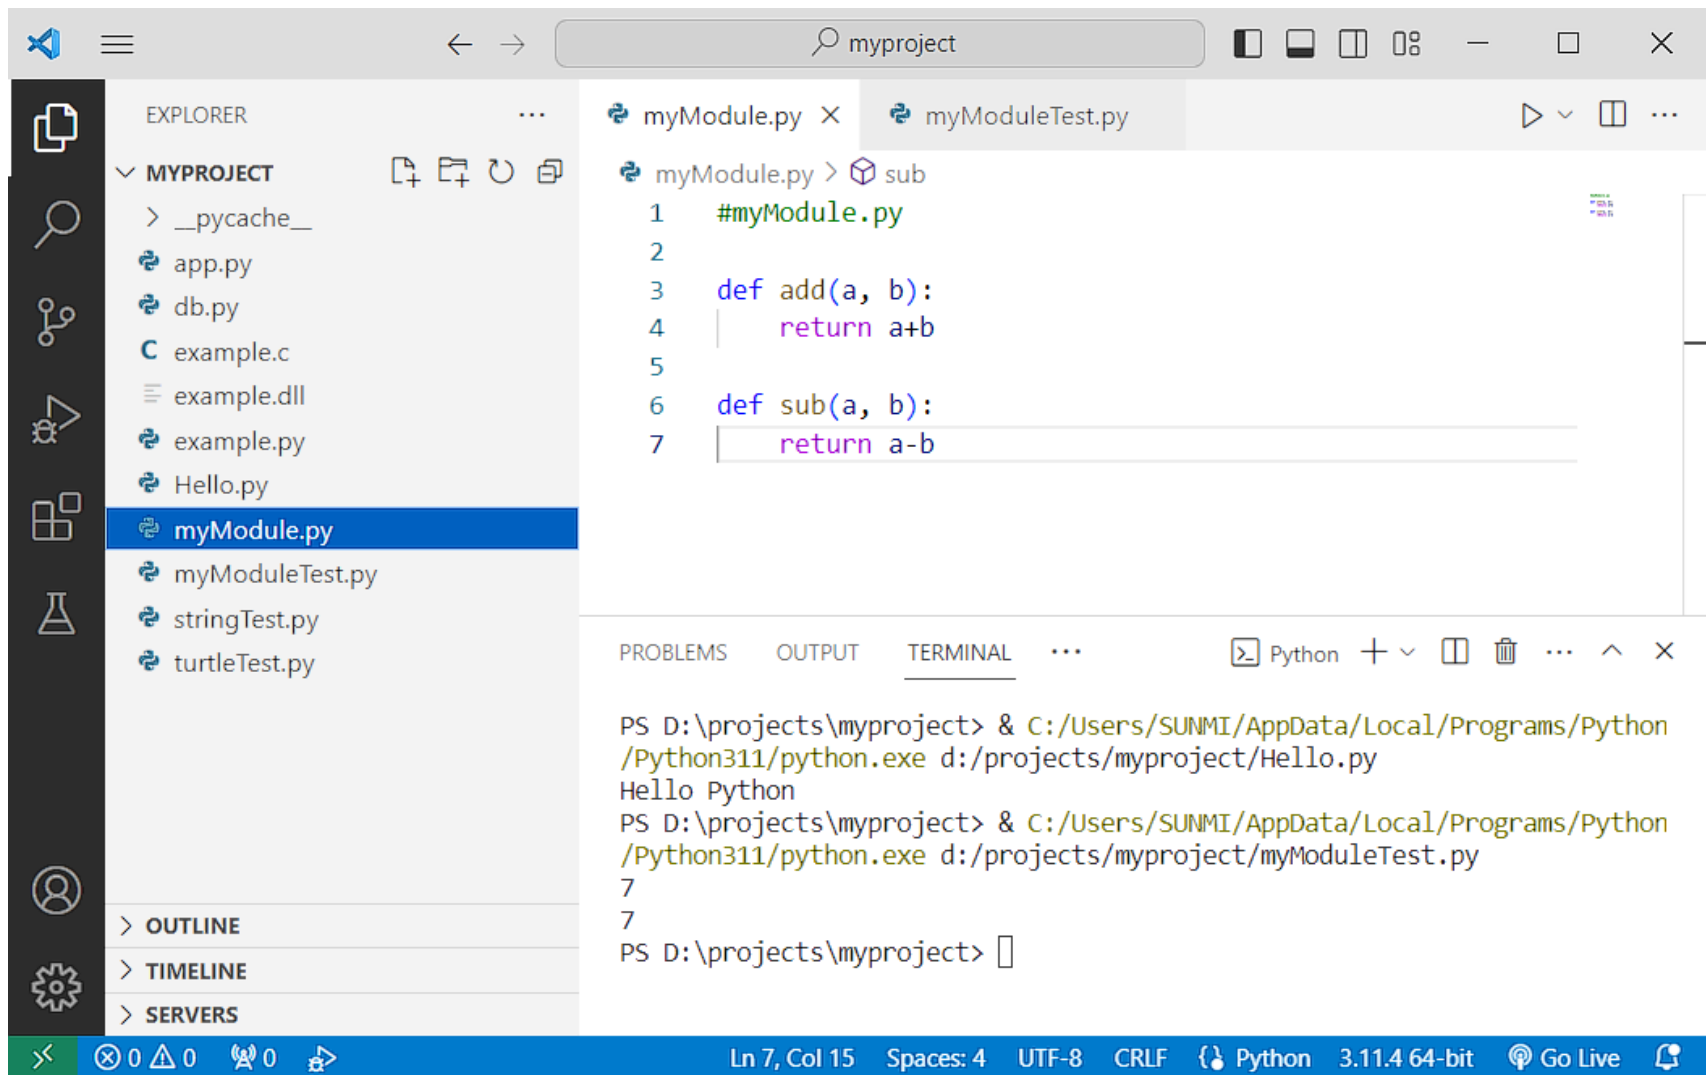 myproject
EXPLORER
MYPROJECT
__pycache__
app.py
db.py
C example.c
example.dll
example.py
Hello.py
myModule.py
myModuleTest.py
stringTest.py
turtleTest.py
OUTLINE
TIMELINE
SERVERS
myModule.py myModuleTest.py
myModule.py > sub
1 #myModule.py
2
3 def add(a, b):
4     return a+b
5
6 def sub(a, b):
7     return a-b
PROBLEMS OUTPUT TERMINAL ··· Python
PS D:\projects\myproject> & C:/Users/SUNMI/AppData/Local/Programs/Python
/Python311/python.exe d:/projects/myproject/Hello.py
Hello Python
PS D:\projects\myproject> & C:/Users/SUNMI/AppData/Local/Programs/Python
/Python311/python.exe d:/projects/myproject/myModuleTest.py
7
7
PS D:\projects\myproject>
0 0 0 Ln 7, Col 15 Spaces: 4 UTF-8 CRLF Python 3.11.4 64-bit Go Live